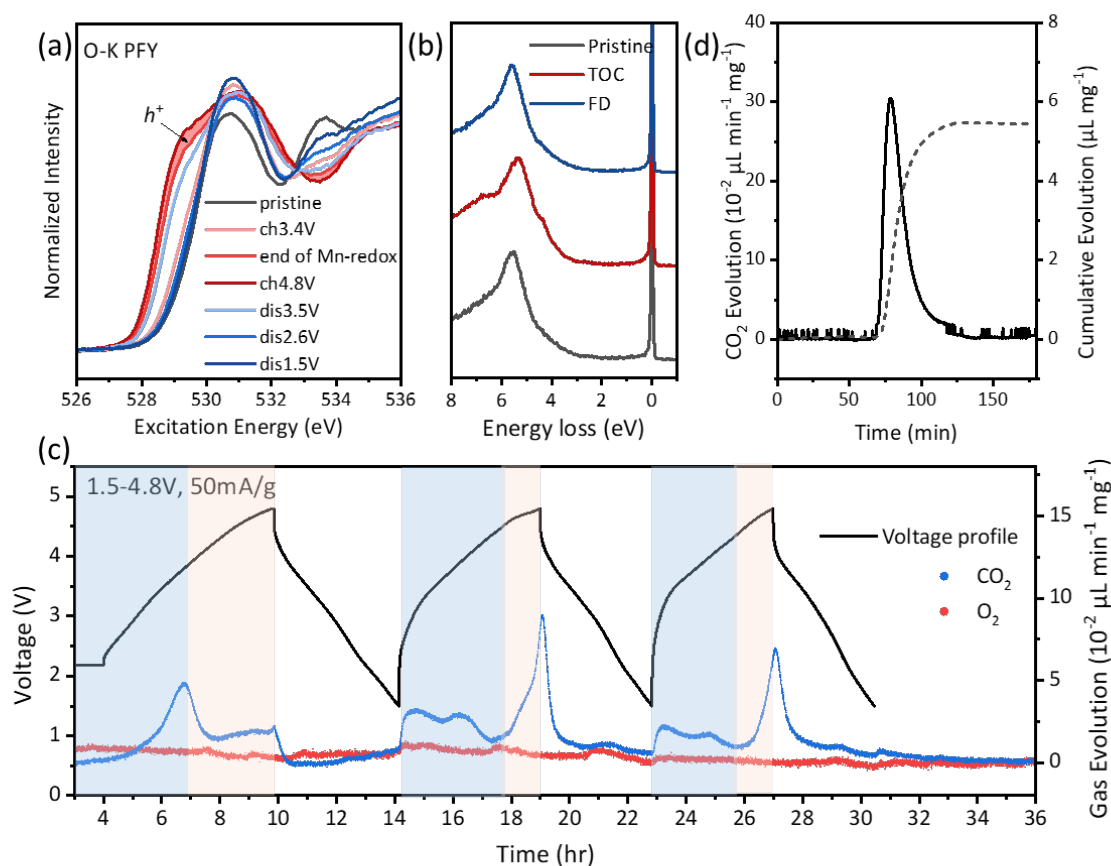 (a)
O-K PFY
h⁺
pristine
ch3.4V
end of Mn-redox
ch4.8V
dis3.5V
dis2.6V
dis1.5V
Normalized Intensity
526 528 530 532 534 536
Excitation Energy (eV)
(b)
Pristine
TOC
FD
8 6 4 2 0
Energy loss (eV)
(d)
CO₂ Evolution (10⁻² μL min⁻¹ mg⁻¹)
40
30
20
10
0
Cumulative Evolution (μL mg⁻¹)
8
6
4
2
0
0 50 100 150
Time (min)
(c)
1.5-4.8V, 50mA/g
Voltage profile
CO₂
O₂
Voltage (V)
5
4
3
2
1
0
Gas Evolution (10⁻² μL min⁻¹ mg⁻¹)
15
10
5
0
4 6 8 10 12 14 16 18 20 22 24 26 28 30 32 34 36
Time (hr)